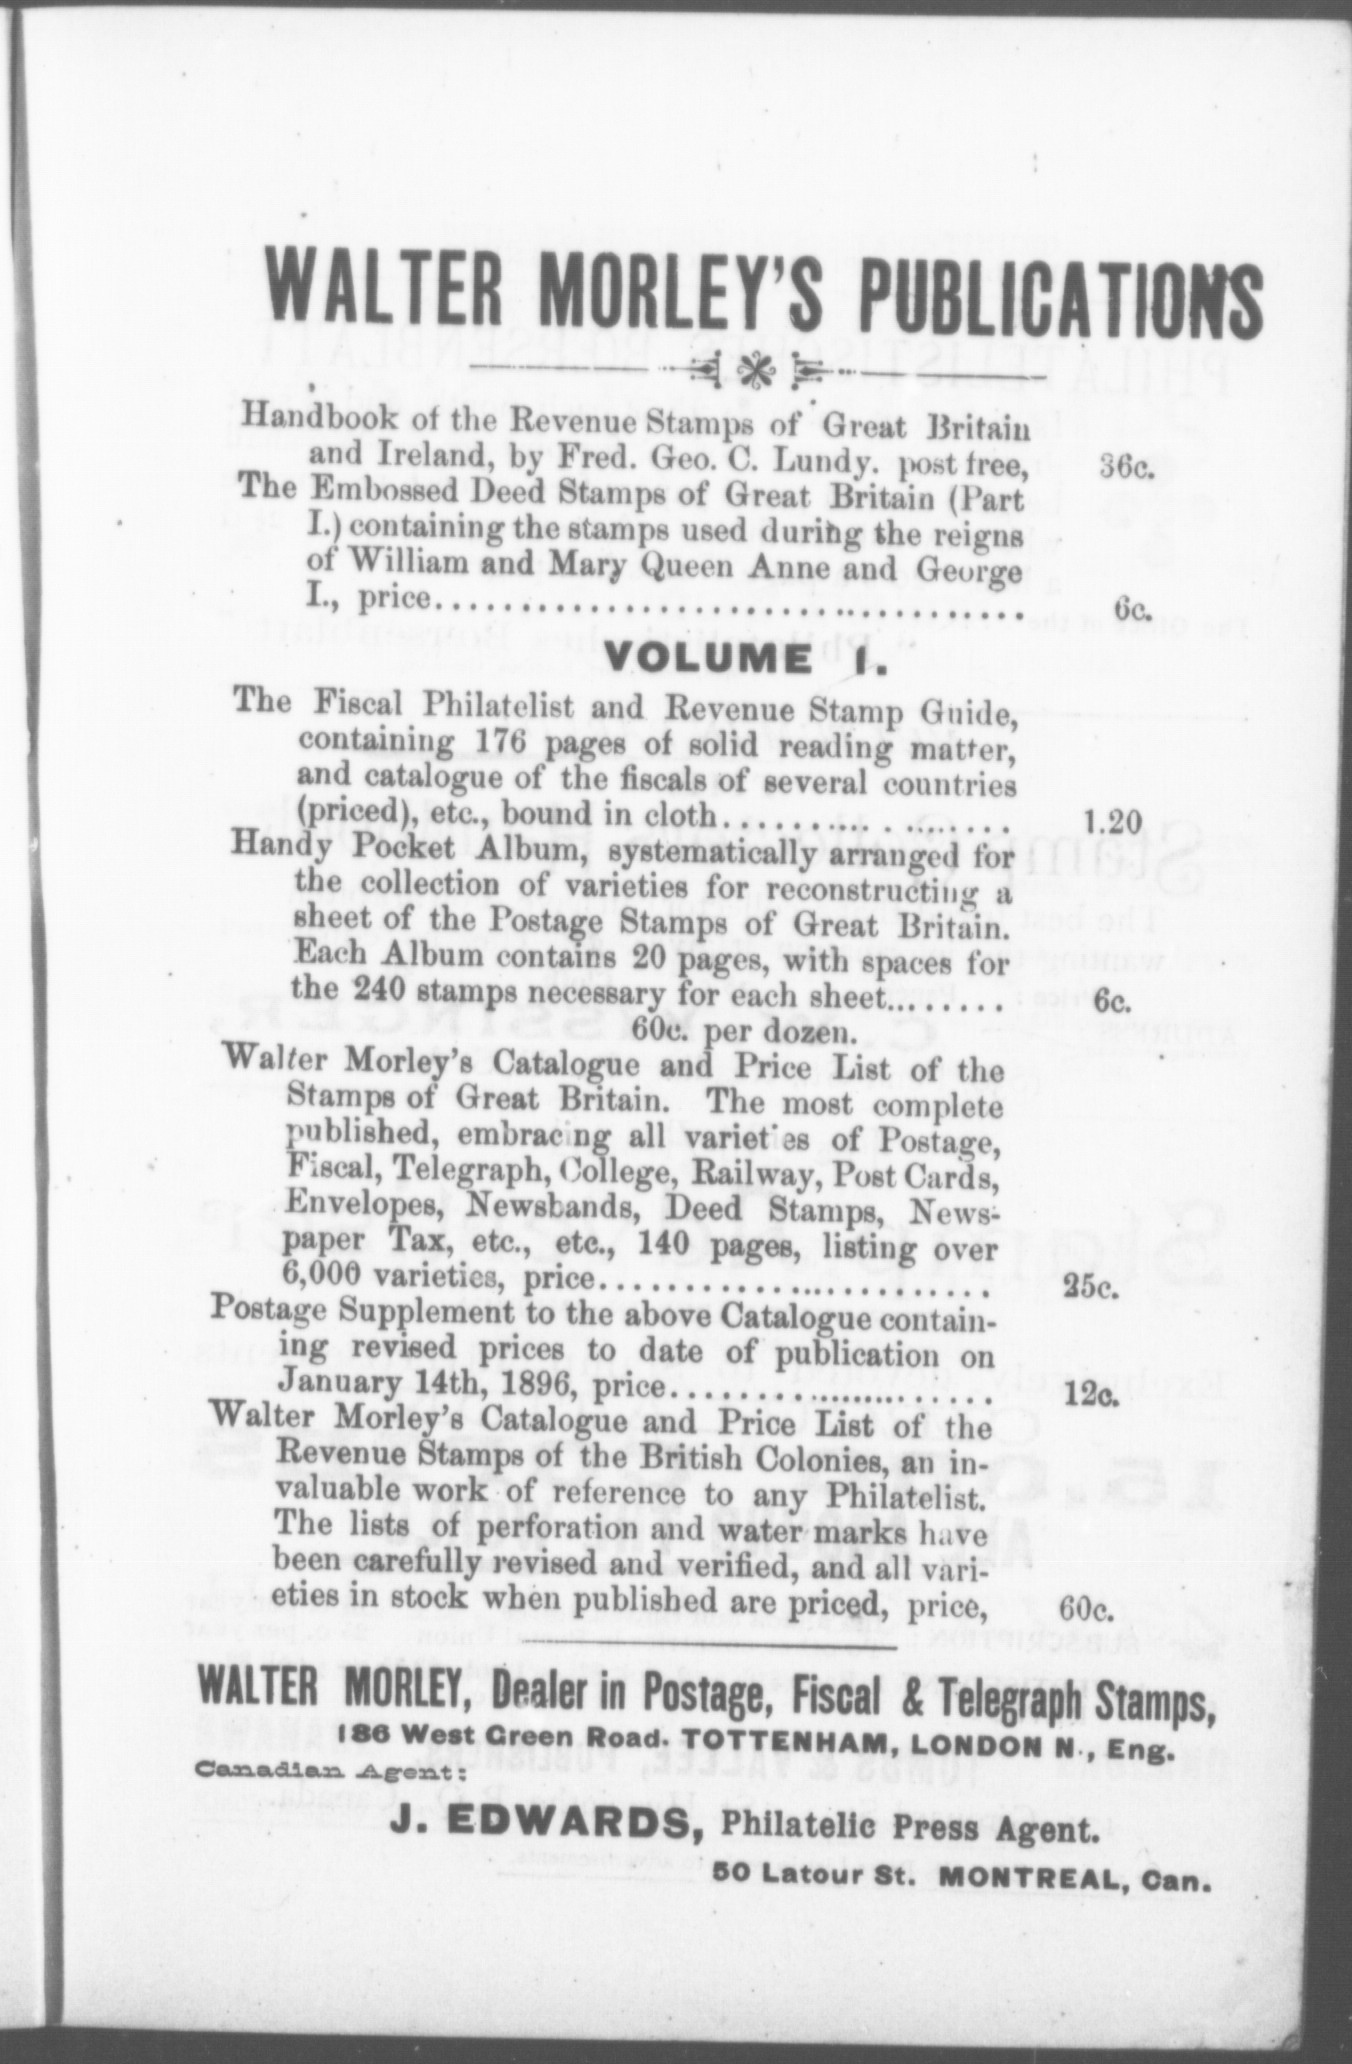 WALTER MORLEY'S PUBLICATIONS
Handbook of the Revenue Stamps of Great Britain
and Ireland, by Fred. Geo. C. Lundy. post free, 36c.
The Embossed Deed Stamps of Great Britain (Part
I.) containing the stamps used during the reigns
of William and Mary Queen Anne and George
I., price.................................... 6c.
VOLUME I.
The Fiscal Philatelist and Revenue Stamp Guide,
containing 176 pages of solid reading matter,
and catalogue of the fiscals of several countries
(priced), etc., bound in cloth.......... . ........ 1.20
Handy Pocket Album, systematically arranged for
the collection of varieties for reconstructing a
sheet of the Postage Stamps of Great Britain.
Each Album contains 20 pages, with spaces for
the 240 stamps necessary for each sheet........ 6c.
60c. per dozen.
Walter Morley's Catalogue and Price List of the
Stamps of Great Britain. The most complete
published, embracing all varieties of Postage,
Fiscal, Telegraph, College, Railway, Post Cards,
Envelopes, Newsbands, Deed Stamps, News-
paper Tax, etc., etc., 140 pages, listing over
6,000 varieties, price.......................... 25c.
Postage Supplement to the above Catalogue contain-
ing revised prices to date of publication on
January 14th, 1896, price...................... 12c.
Walter Morley's Catalogue and Price List of the
Revenue Stamps of the British Colonies, an in-
valuable work of reference to any Philatelist.
The lists of perforation and water marks have
been carefully revised and verified, and all vari-
eties in stock when published are priced, price, 60c.
WALTER MORLEY, Dealer in Postage, Fiscal & Telegraph Stamps,
186 West Green Road. TOTTENHAM, LONDON N., Eng.
Canadian Agent:
J. EDWARDS, Philatelic Press Agent.
50 Latour St. MONTREAL, Can.